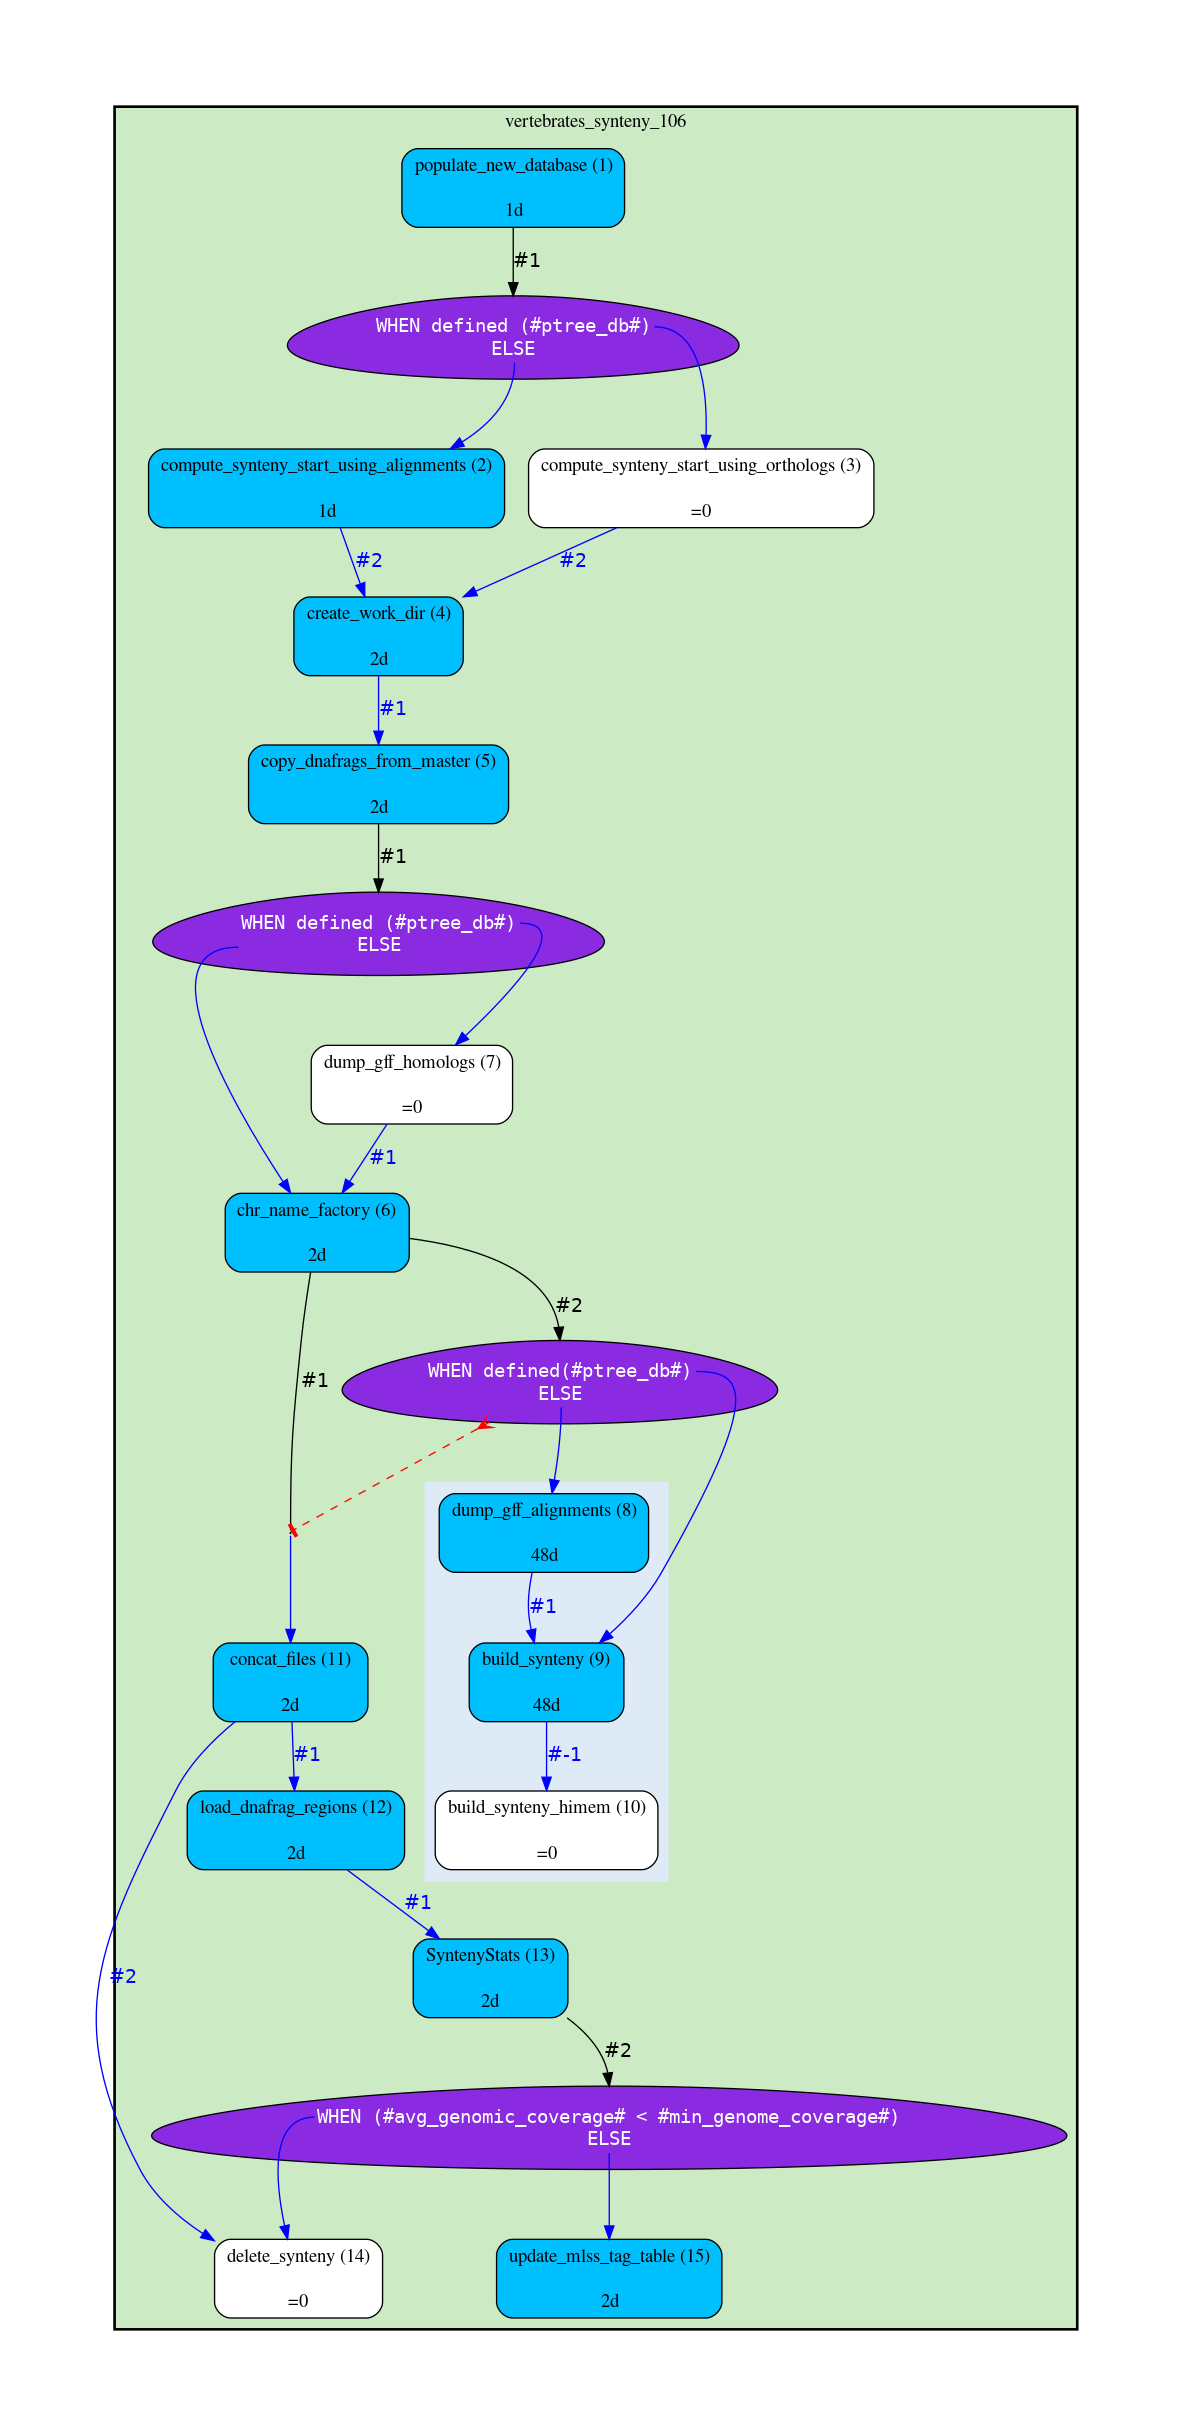 vertebrates_synteny_106
populate_new_database (1)
1d
#1
WHEN defined (#ptree_db#)
ELSE
compute_synteny_start_using_alignments (2)
1d
compute_synteny_start_using_orthologs (3)
=0
#2
#2
create_work_dir (4)
2d
#1
copy_dnafrags_from_master (5)
2d
#1
WHEN defined (#ptree_db#)
ELSE
dump_gff_homologs (7)
=0
#1
chr_name_factory (6)
2d
#2
#1
WHEN defined(#ptree_db#)
ELSE
dump_gff_alignments (8)
48d
#1
concat_files (11)
2d
build_synteny (9)
48d
#1
#-1
load_dnafrag_regions (12)
2d
build_synteny_himem (10)
=0
#1
SyntenyStats (13)
2d
#2
#2
WHEN (#avg_genomic_coverage# < #min_genome_coverage#)
ELSE
delete_synteny (14)
=0
update_mlss_tag_table (15)
2d